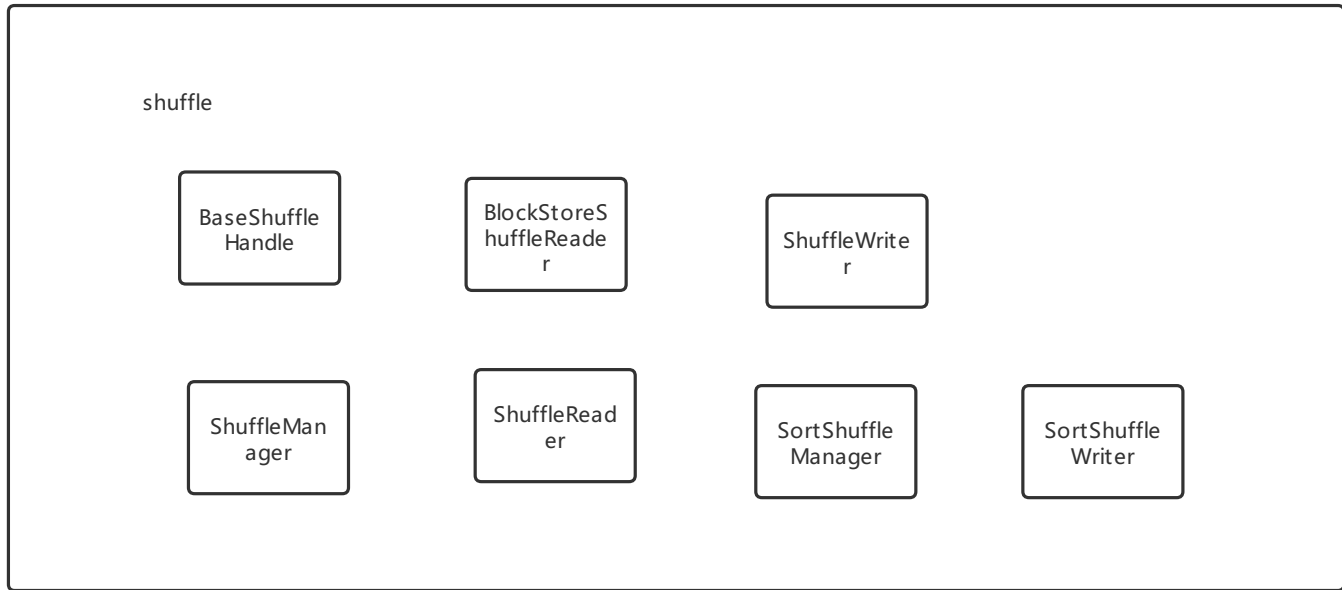 shuffle
BaseShuffle
Handle
BlockStoreS
huffleReade
r
ShuffleWrite
r
ShuffleMan
ager
ShuffleRead
er
SortShuffle
Manager
SortShuffle
Writer